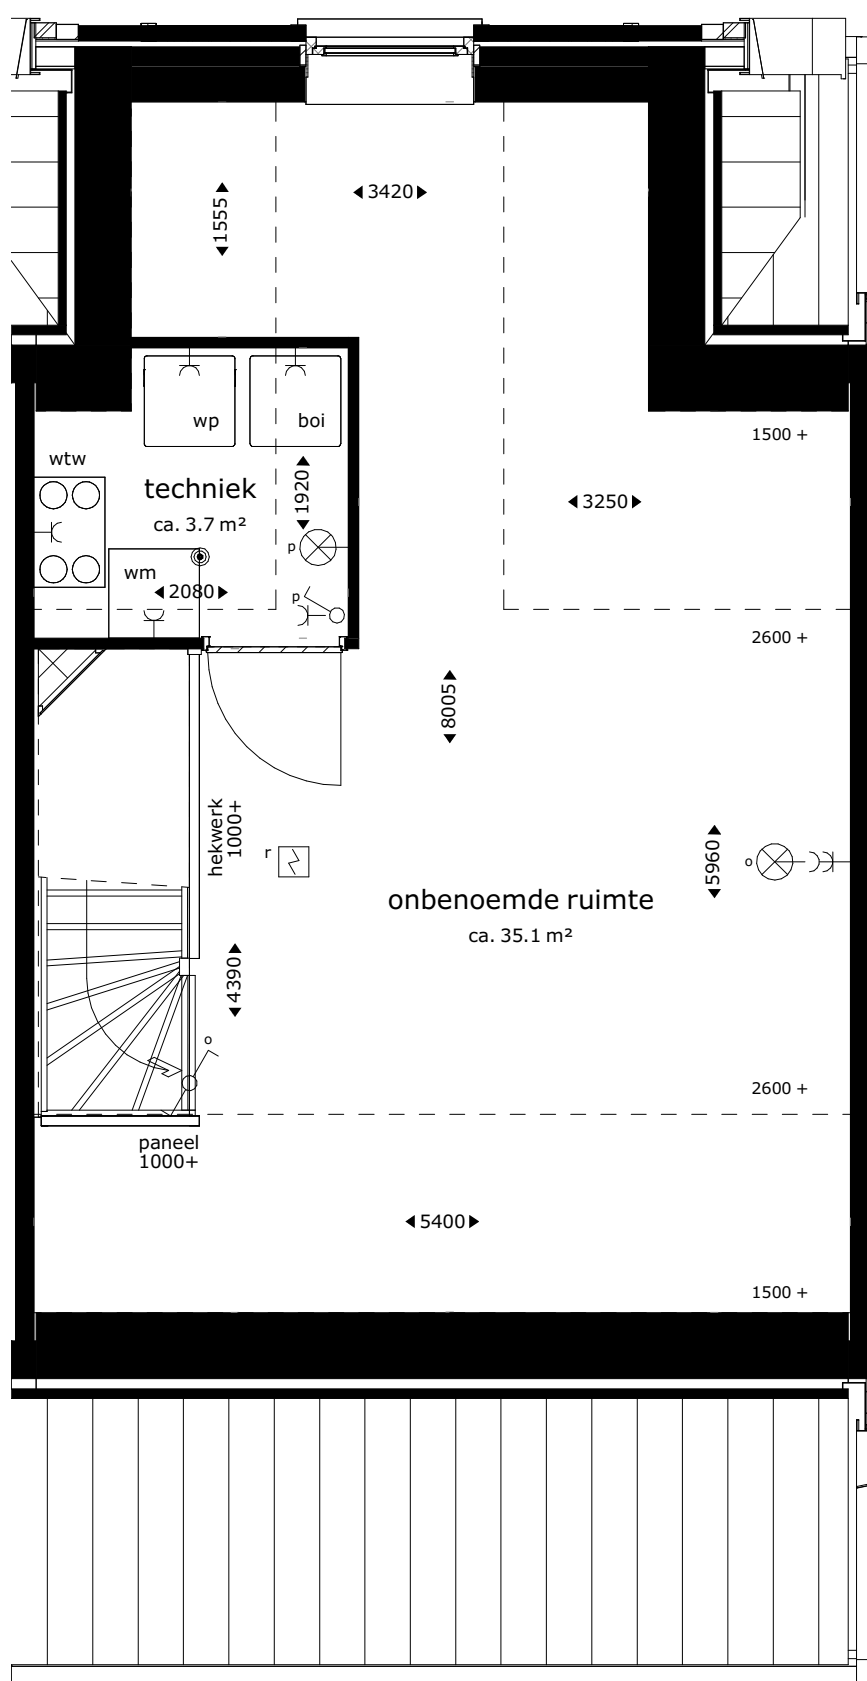 3420
1555
wp
boi
1500 +
wtw
techniek
1920
3250
ca. 3.7 m²
p
wm
2080
p
2600 +
8005
hekwerk
1000+
r
5960
o
onbenoemde ruimte
ca. 35.1 m²
4390
o
2600 +
paneel
1000+
5400
1500 +